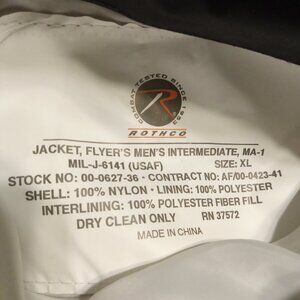 COMBAT TESTED SINCE 1953
R
ROTHCO
JACKET, FLYER'S MEN'S INTERMEDIATE, MA-1
MIL-J-6141 (USAF) SIZE: XL
STOCK NO: 00-0627-36 • CONTRACT NO: AF/00-0423-41
SHELL: 100% NYLON • LINING: 100% POLYESTER
INTERLINING: 100% POLYESTER FIBER FILL
DRY CLEAN ONLY RN 37572
MADE IN CHINA